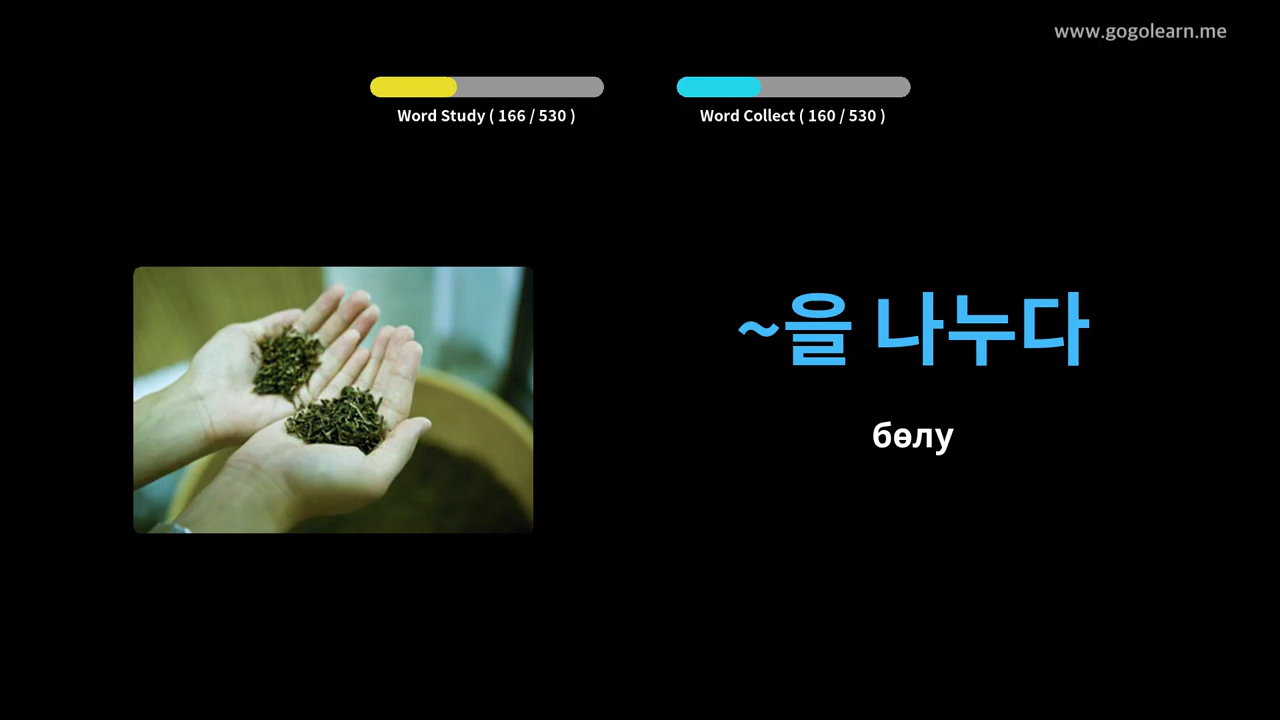 www.gogolearn.me
Word Study ( 166 / 530 )
Word Collect ( 160 / 530 )
~을 나누다
бөлу